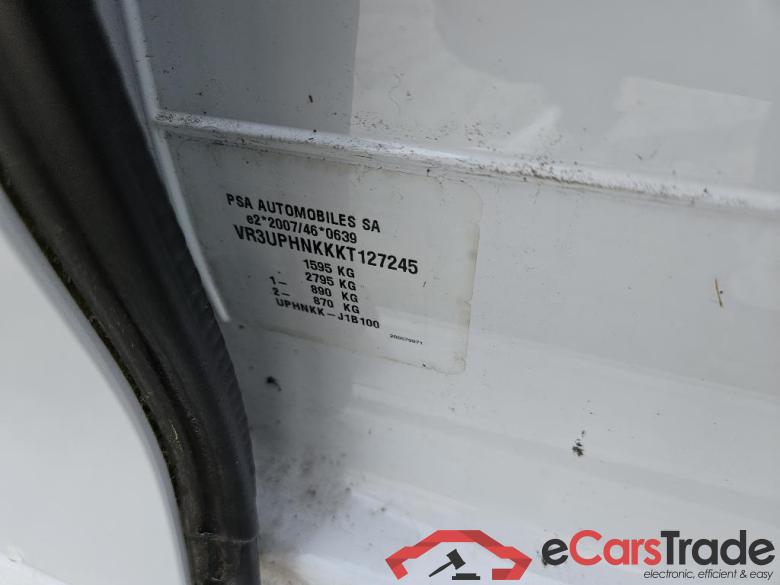 PSA AUTOMOBILES SA
e2*2007/46*0639
VR3UPHNKKKT127245
1595 KG
2795 KG
1- 890 KG
2- 870 KG
UPHNKK-J1B100
eCarsTrade
electronic, efficient & easy